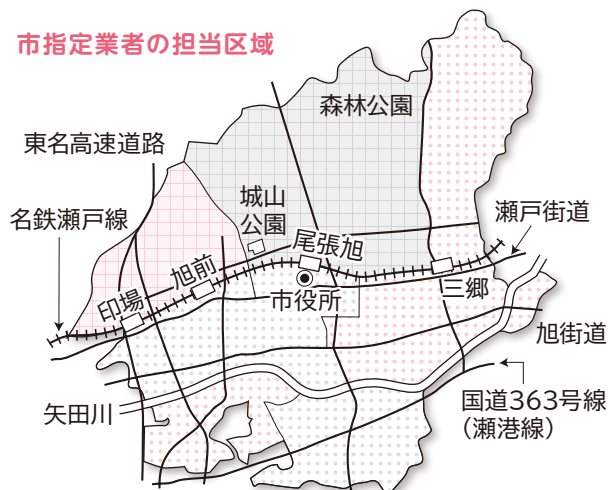 市指定業者の担当区域
森林公園
東名高速道路
城山
公園
名鉄瀬戸線
瀬戸街道
尾張旭
旭前
印場
市役所
三郷
旭街道
矢田川
国道363号線
(瀬港線)